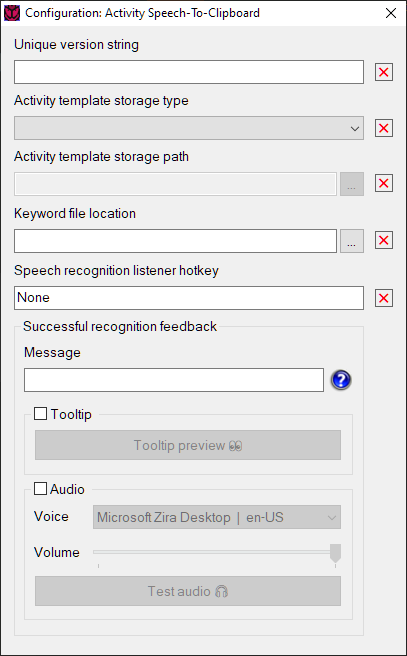 Configuration: Activity Speech-To-Clipboard
Unique version string
Activity template storage type
Activity template storage path
...
Keyword file location
...
Speech recognition listener hotkey
None
Successful recognition feedback
Message
?
Tooltip
Tooltip preview 👀
Audio
Voice Microsoft Zira Desktop | en-US
Volume
Test audio 🎧